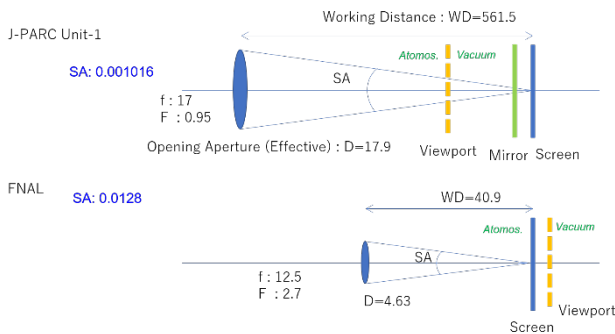 Working Distance : WD=561.5
J-PARC Unit-1
Atomos. Vacuum
SA: 0.001016
SA
f : 17
F : 0.95
Opening Aperture (Effective) : D=17.9
Viewport
Mirror Screen
FNAL
SA: 0.0128
WD=40.9
Atomos. Vacuum
SA
f : 12.5
F : 2.7
D=4.63
Viewport
Screen